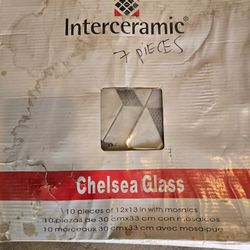 Interceramic®
7 PIECES
Chelsea Glass
10 pieces of 12x13 in with mosaics
10 piezas de 30 cmx33 cm con mosaicos
10 morceaux 30 cmx33 cm avec mosaique